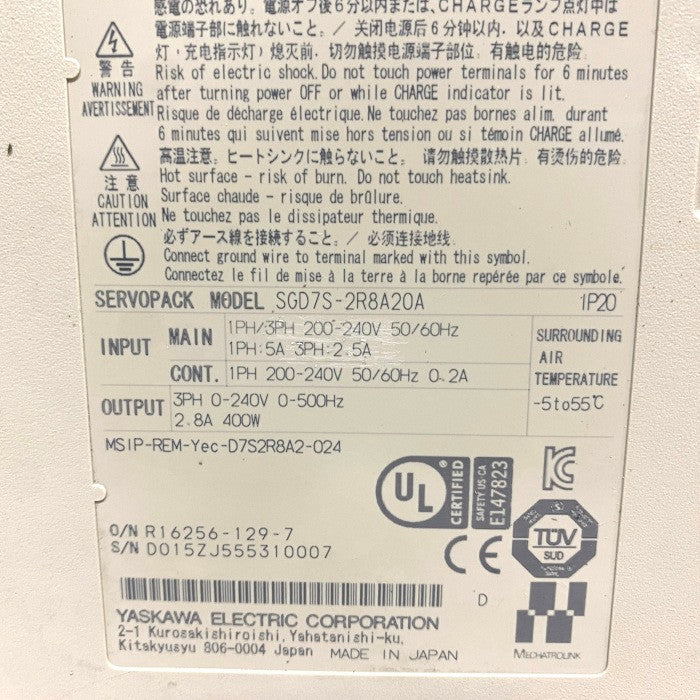 感電の恐れあり。電源オフ後6分以内または、CHARGEランプ点灯中は
電源端子部に触れないこと。／ 关闭电源后6分钟以内，以及CHARGE
灯（充电指示灯）熄灭前，切勿触摸电源端子部位，有触电的危险。
警告
WARNING
AVERTISSEMENT
Risk of electric shock. Do not touch power terminals for 6 minutes
after turning power OFF or while CHARGE indicator is lit.
Risque de décharge électrique. Ne touchez pas bornes alim. durant
6 minutes qui suivent mise hors tension ou si témoin CHARGE allumé.
注意
CAUTION
ATTENTION
高温注意。ヒートシンクに触らないこと。 请勿触摸散热片，有烫伤的危险。
Hot surface - risk of burn. Do not touch heatsink.
Surface chaude - risque de brûlure.
Ne touchez pas le dissipateur thermique.
必ずアース線を接続すること。／ 必须连接地线。
Connect ground wire to terminal marked with this symbol.
Connectez le fil de mise à la terre à la borne repérée par ce symbole.
SERVOPACK MODEL SGD7S-2R8A20A IP20
INPUT
MAIN 1PH/3PH 200-240V 50/60Hz
1PH:5A 3PH:2.5A
CONT. 1PH 200-240V 50/60Hz 0.2A
OUTPUT 3PH 0-240V 0-500Hz
2.8A 400W
SURROUNDING
AIR
TEMPERATURE
-5to55℃
MSIP-REM-Yec-D7S2R8A2-024
UL
CERTIFIED
SAFETY US-CA
E147823
O/N R16256-129-7
S/N D015ZJ555310007
CE
TÜV
SUD
YASKAWA ELECTRIC CORPORATION
2-1 Kurosakishiroishi, Yahatanishi-ku,
Kitakyusyu 806-0004 Japan MADE IN JAPAN
D
MECHATROLINK